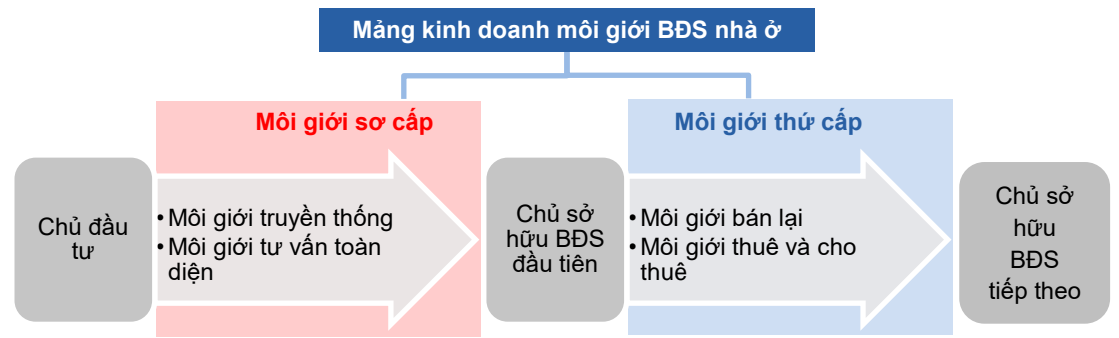 Mảng kinh doanh môi giới BĐS nhà ở
Môi giới sơ cấp
Môi giới thứ cấp
Chủ đầu
tư
• Môi giới truyền thống
• Môi giới tư vấn toàn
diện
Chủ sở
hữu BĐS
đầu tiên
• Môi giới bán lại
• Môi giới thuê và cho
thuê
Chủ sở
hữu
BĐS
tiếp theo